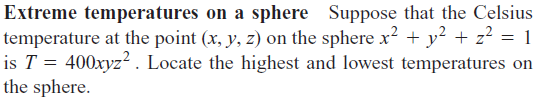 Extreme temperatures on a sphere Suppose that the Celsius
temperature at the point (x, y, z) on the sphere x² + y² + z² = 1
is T = 400xyz². Locate the highest and lowest temperatures on
the sphere.